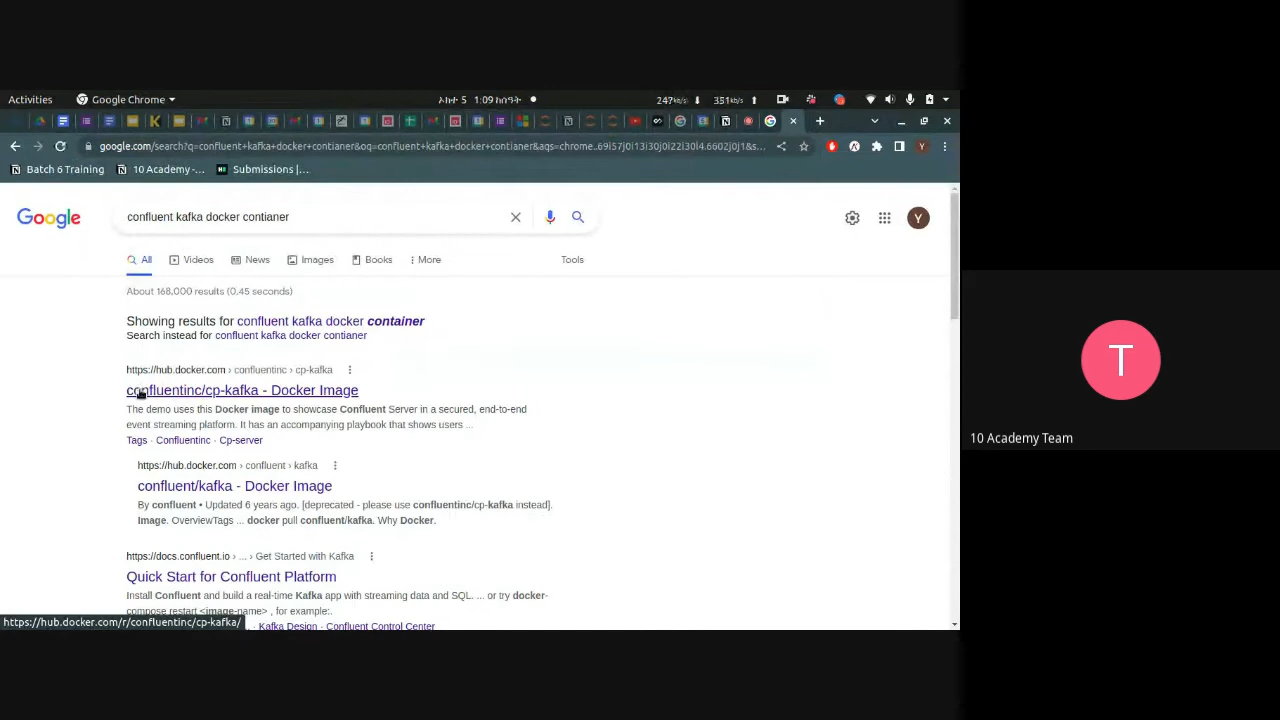 Activities
Google Chrome
247kb/s
351kb/s
google.com/search?q=confluent+kafka+docker+contianer&oq=confluent+kafka+docker+contianer&aqs=chrome..69i57j0i13i30j0i22i30l4.6602j0j1&s...
Y
Batch 6 Training
10 Academy -...
Submissions |...
Google
confluent kafka docker contianer
Y
All
Videos
News
Images
Books
More
Tools
About 168,000 results (0.45 seconds)
Showing results for confluent kafka docker container
Search instead for confluent kafka docker contianer
https://hub.docker.com › confluentinc › cp-kafka
confluentinc/cp-kafka - Docker Image
The demo uses this Docker image to showcase Confluent Server in a secured, end-to-end
event streaming platform. It has an accompanying playbook that shows users ...
Tags · Confluentinc · Cp-server
https://hub.docker.com › confluent › kafka
confluent/kafka - Docker Image
By confluent • Updated 6 years ago. [deprecated - please use confluentinc/cp-kafka instead].
Image. OverviewTags ... docker pull confluent/kafka. Why Docker.
https://docs.confluent.io › ... › Get Started with Kafka
Quick Start for Confluent Platform
Install Confluent and build a real-time Kafka app with streaming data and SQL. ... or try docker-
compose restart <image-name> , for example:.
Kafka Design · Confluent Control Center
https://hub.docker.com/r/confluentinc/cp-kafka/
T
10 Academy Team